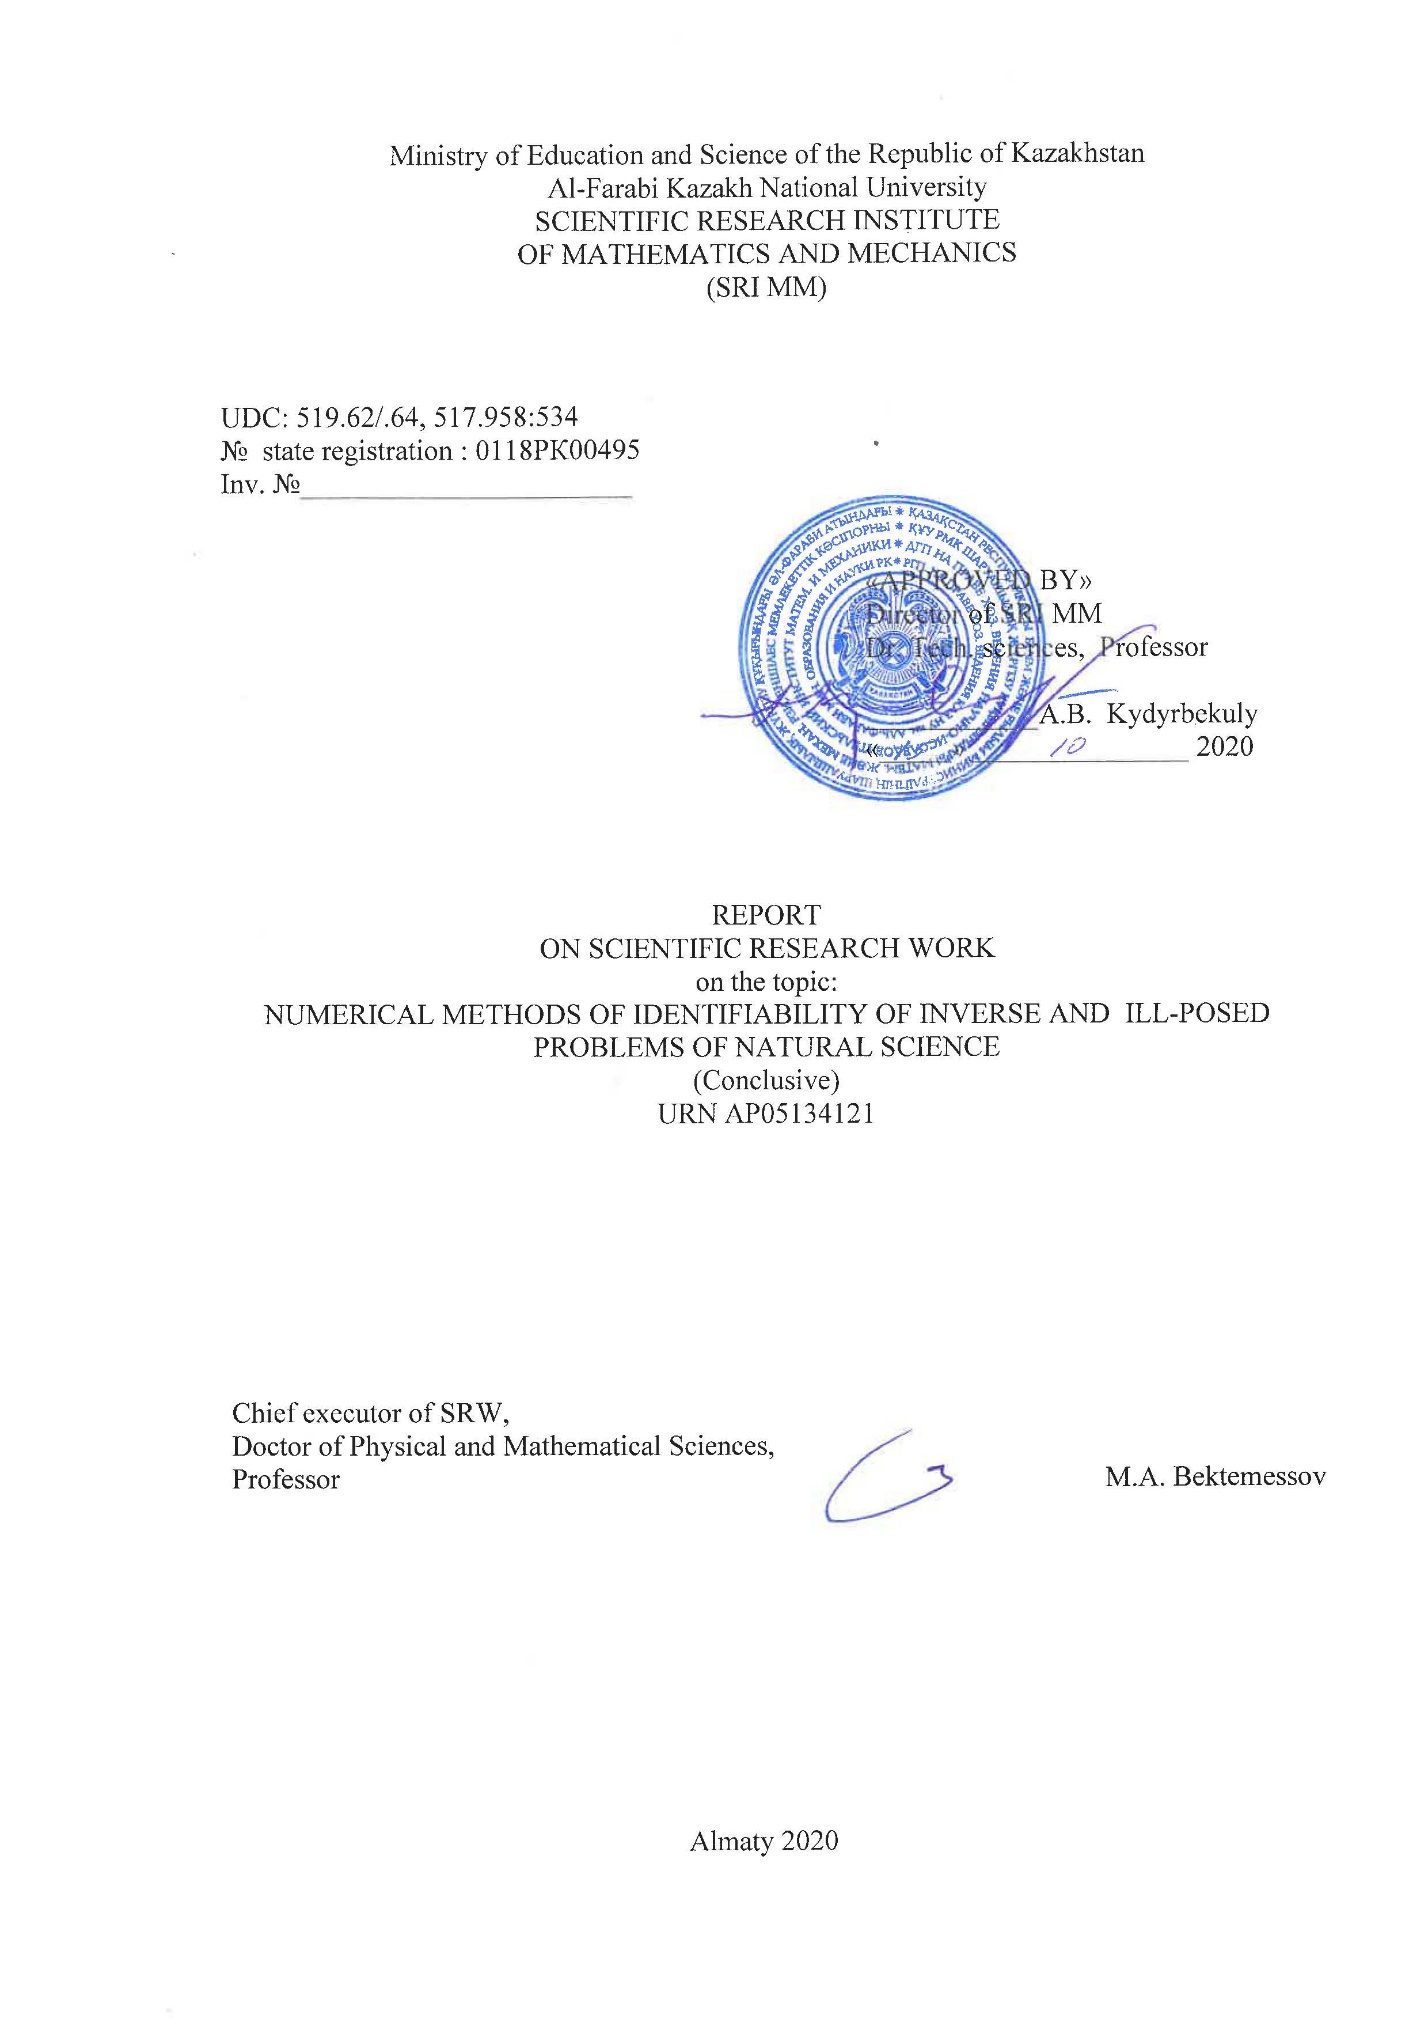 Ministry of Education and Science of the Republic of Kazakhstan
Al-Farabi Kazakh National University
SCIENTIFIC RESEARCH INSTITUTE
OF MATHEMATICS AND MECHANICS
(SRI MM)
UDC: 519.62/.64, 517.958:534
№ state registration : 0118РК00495
Inv. №
«APPROVED BY»
Director of SRI MM
Dr. Tech. sciences, Professor
A.B. Kydyrbekuly
« » 10 2020
REPORT
ON SCIENTIFIC RESEARCH WORK
on the topic:
NUMERICAL METHODS OF IDENTIFIABILITY OF INVERSE AND ILL-POSED
PROBLEMS OF NATURAL SCIENCE
(Conclusive)
URN AP05134121
Chief executor of SRW,
Doctor of Physical and Mathematical Sciences,
Professor M.A. Bektemessov
Almaty 2020